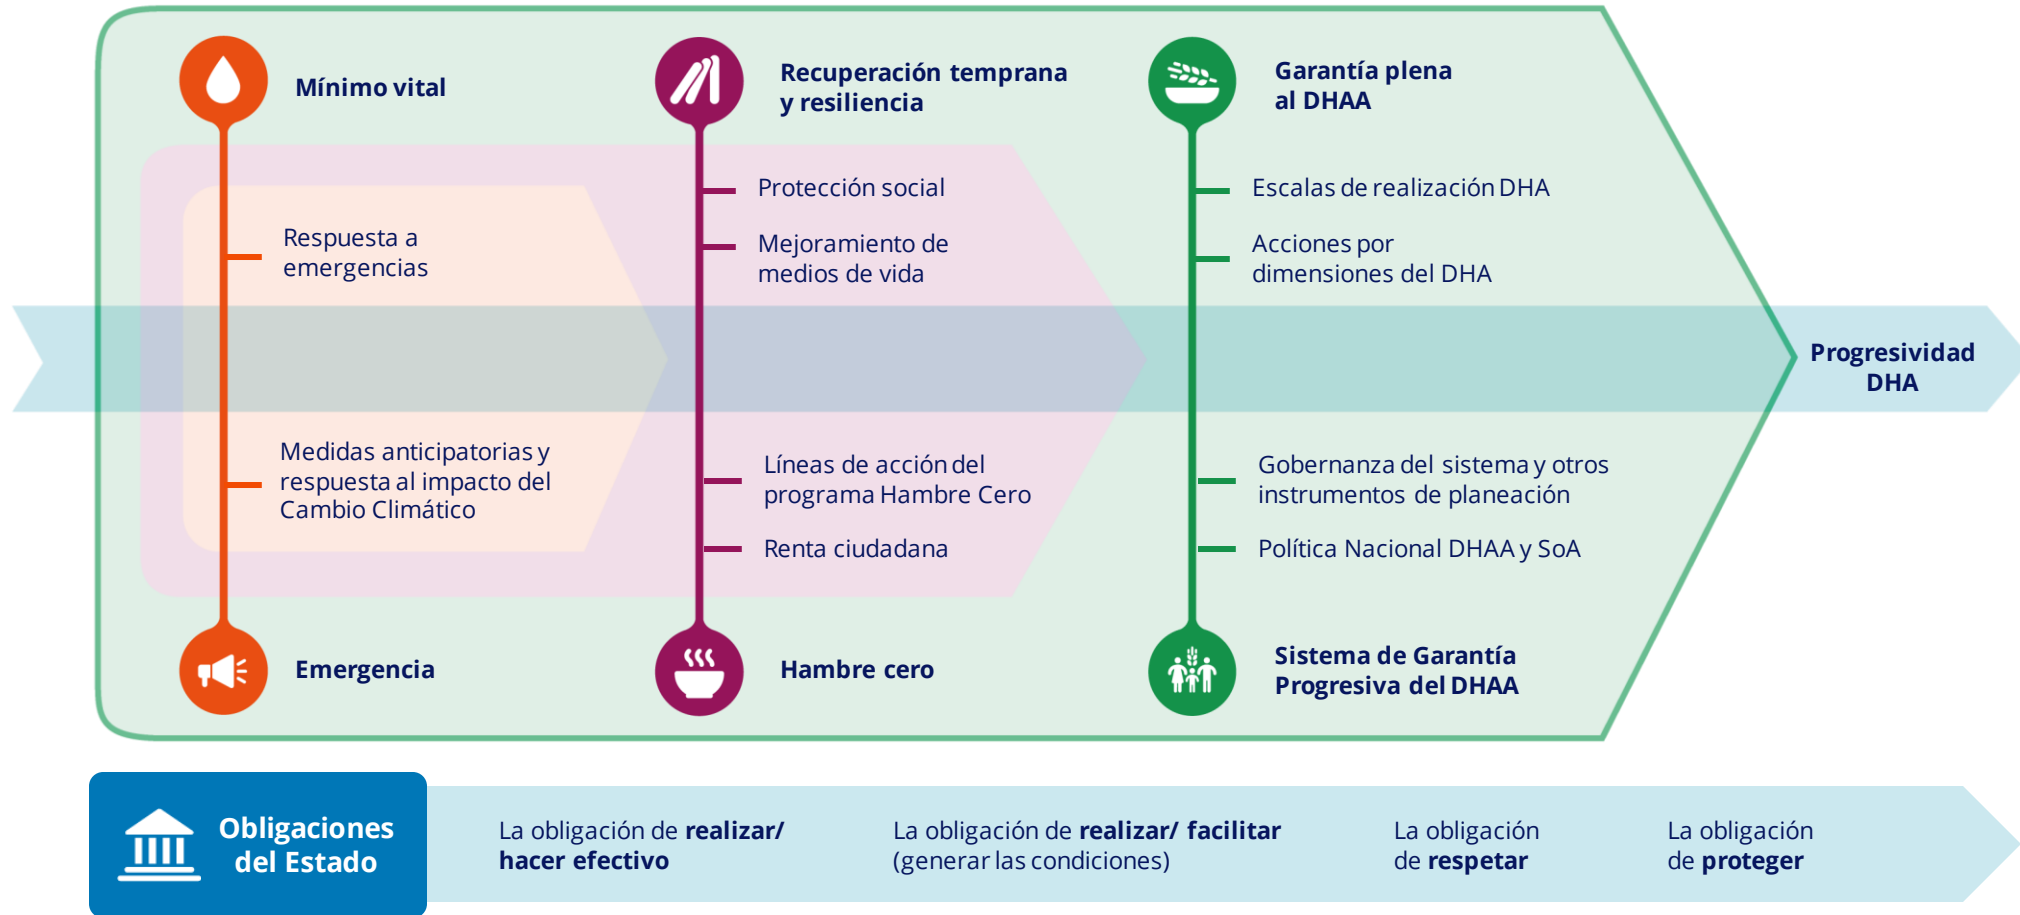 Mínimo vital
Respuesta a
emergencias
Medidas anticipatorias y
respuesta al impacto del
Cambio Climático
Emergencia
Recuperación temprana
y resiliencia
Protección social
Mejoramiento de
medios de vida
Líneas de acción del
programa Hambre Cero
Renta ciudadana
Hambre cero
Garantía plena
al DHAA
Escalas de realización DHA
Acciones por
dimensiones del DHA
Gobernanza del sistema y otros
instrumentos de planeación
Política Nacional DHAA y SoA
Sistema de Garantía
Progresiva del DHAA
Progresividad
DHA
Obligaciones
del Estado
La obligación de realizar/
hacer efectivo
La obligación de realizar/ facilitar
(generar las condiciones)
La obligación
de respetar
La obligación
de proteger